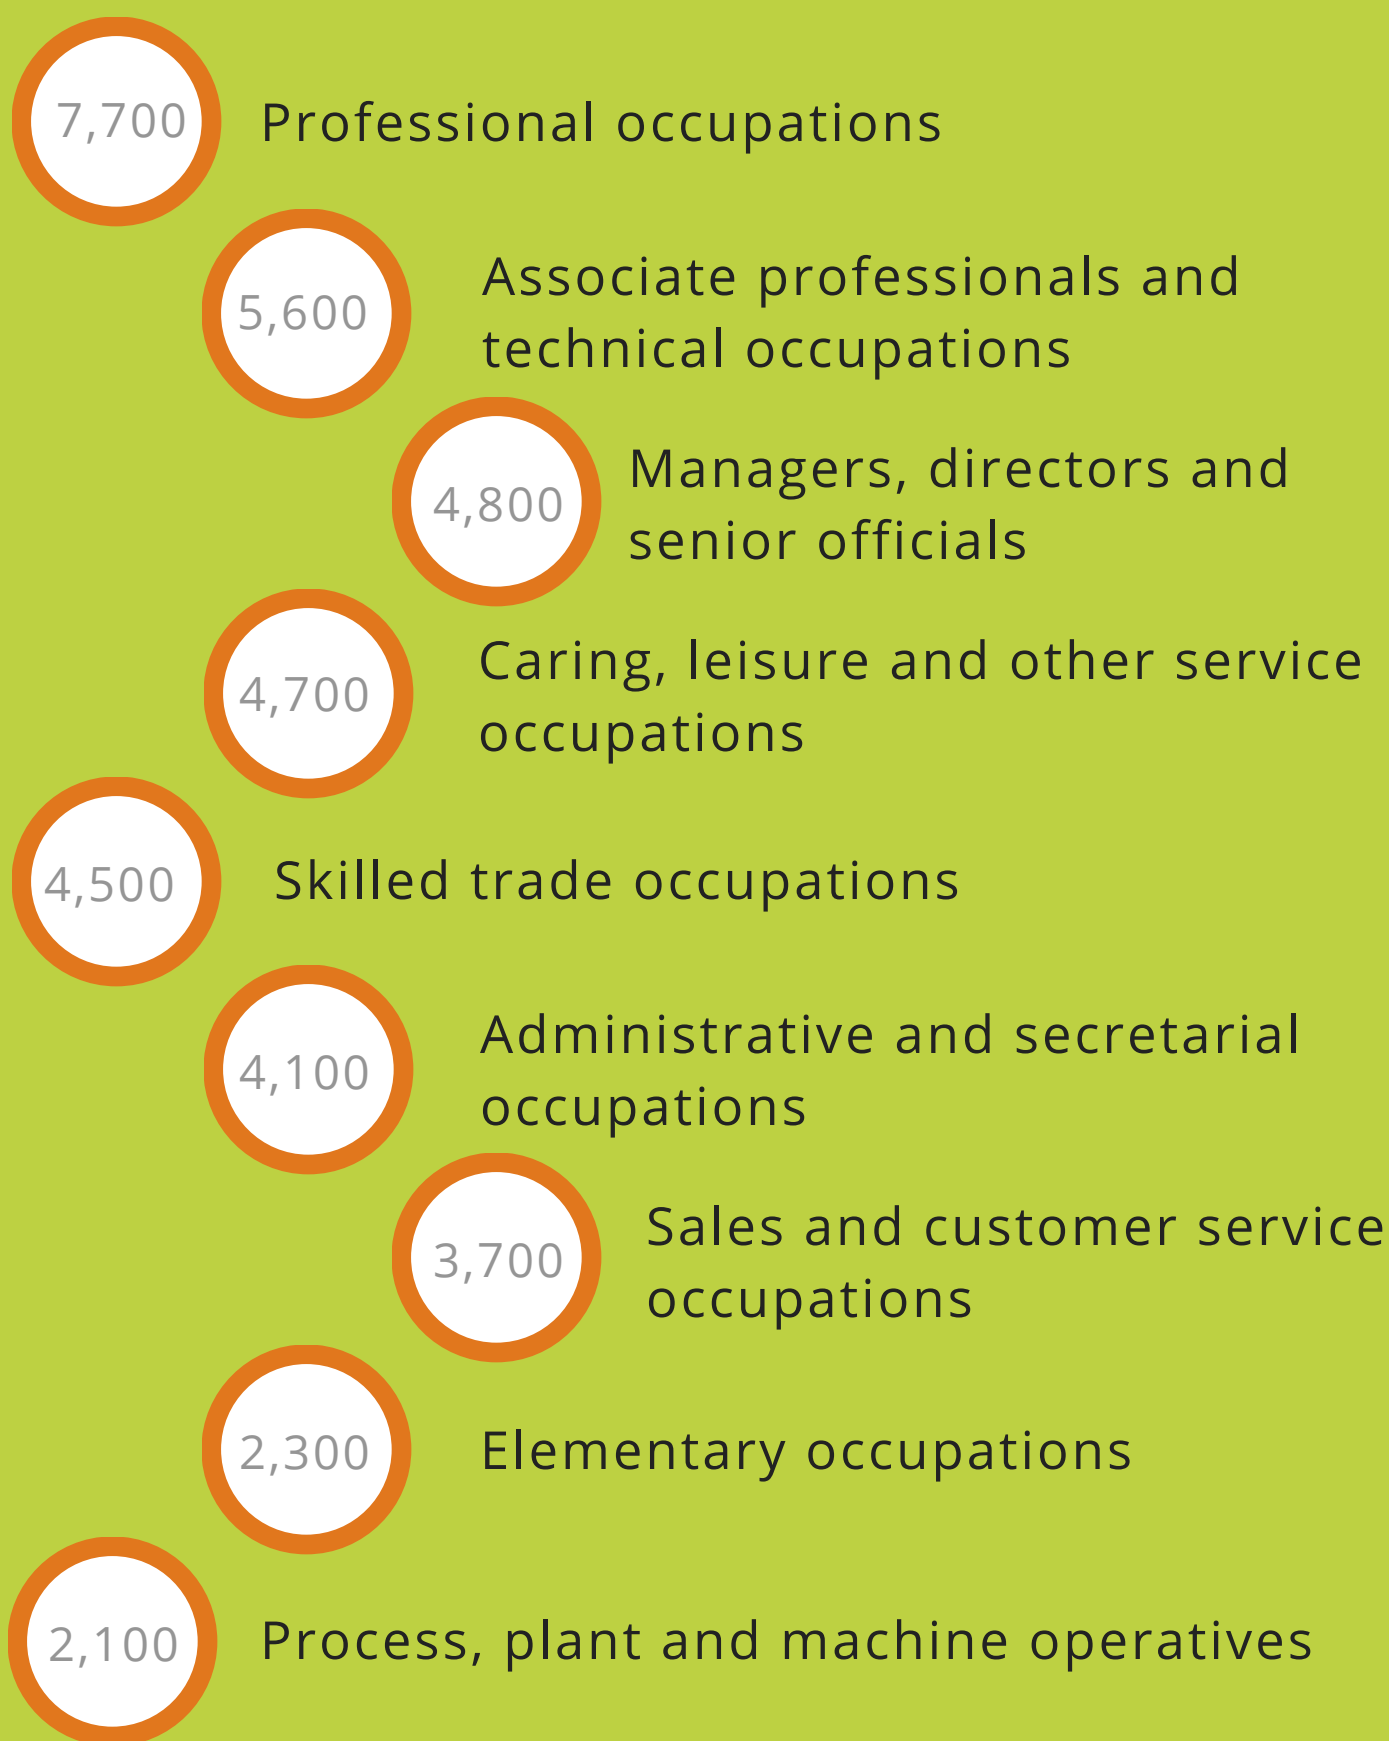 7,700
Professional occupations
5,600
Associate professionals and
technical occupations
4,800
Managers, directors and
senior officials
4,700
Caring, leisure and other service
occupations
4,500
Skilled trade occupations
4,100
Administrative and secretarial
occupations
3,700
Sales and customer service
occupations
2,300
Elementary occupations
2,100
Process, plant and machine operatives